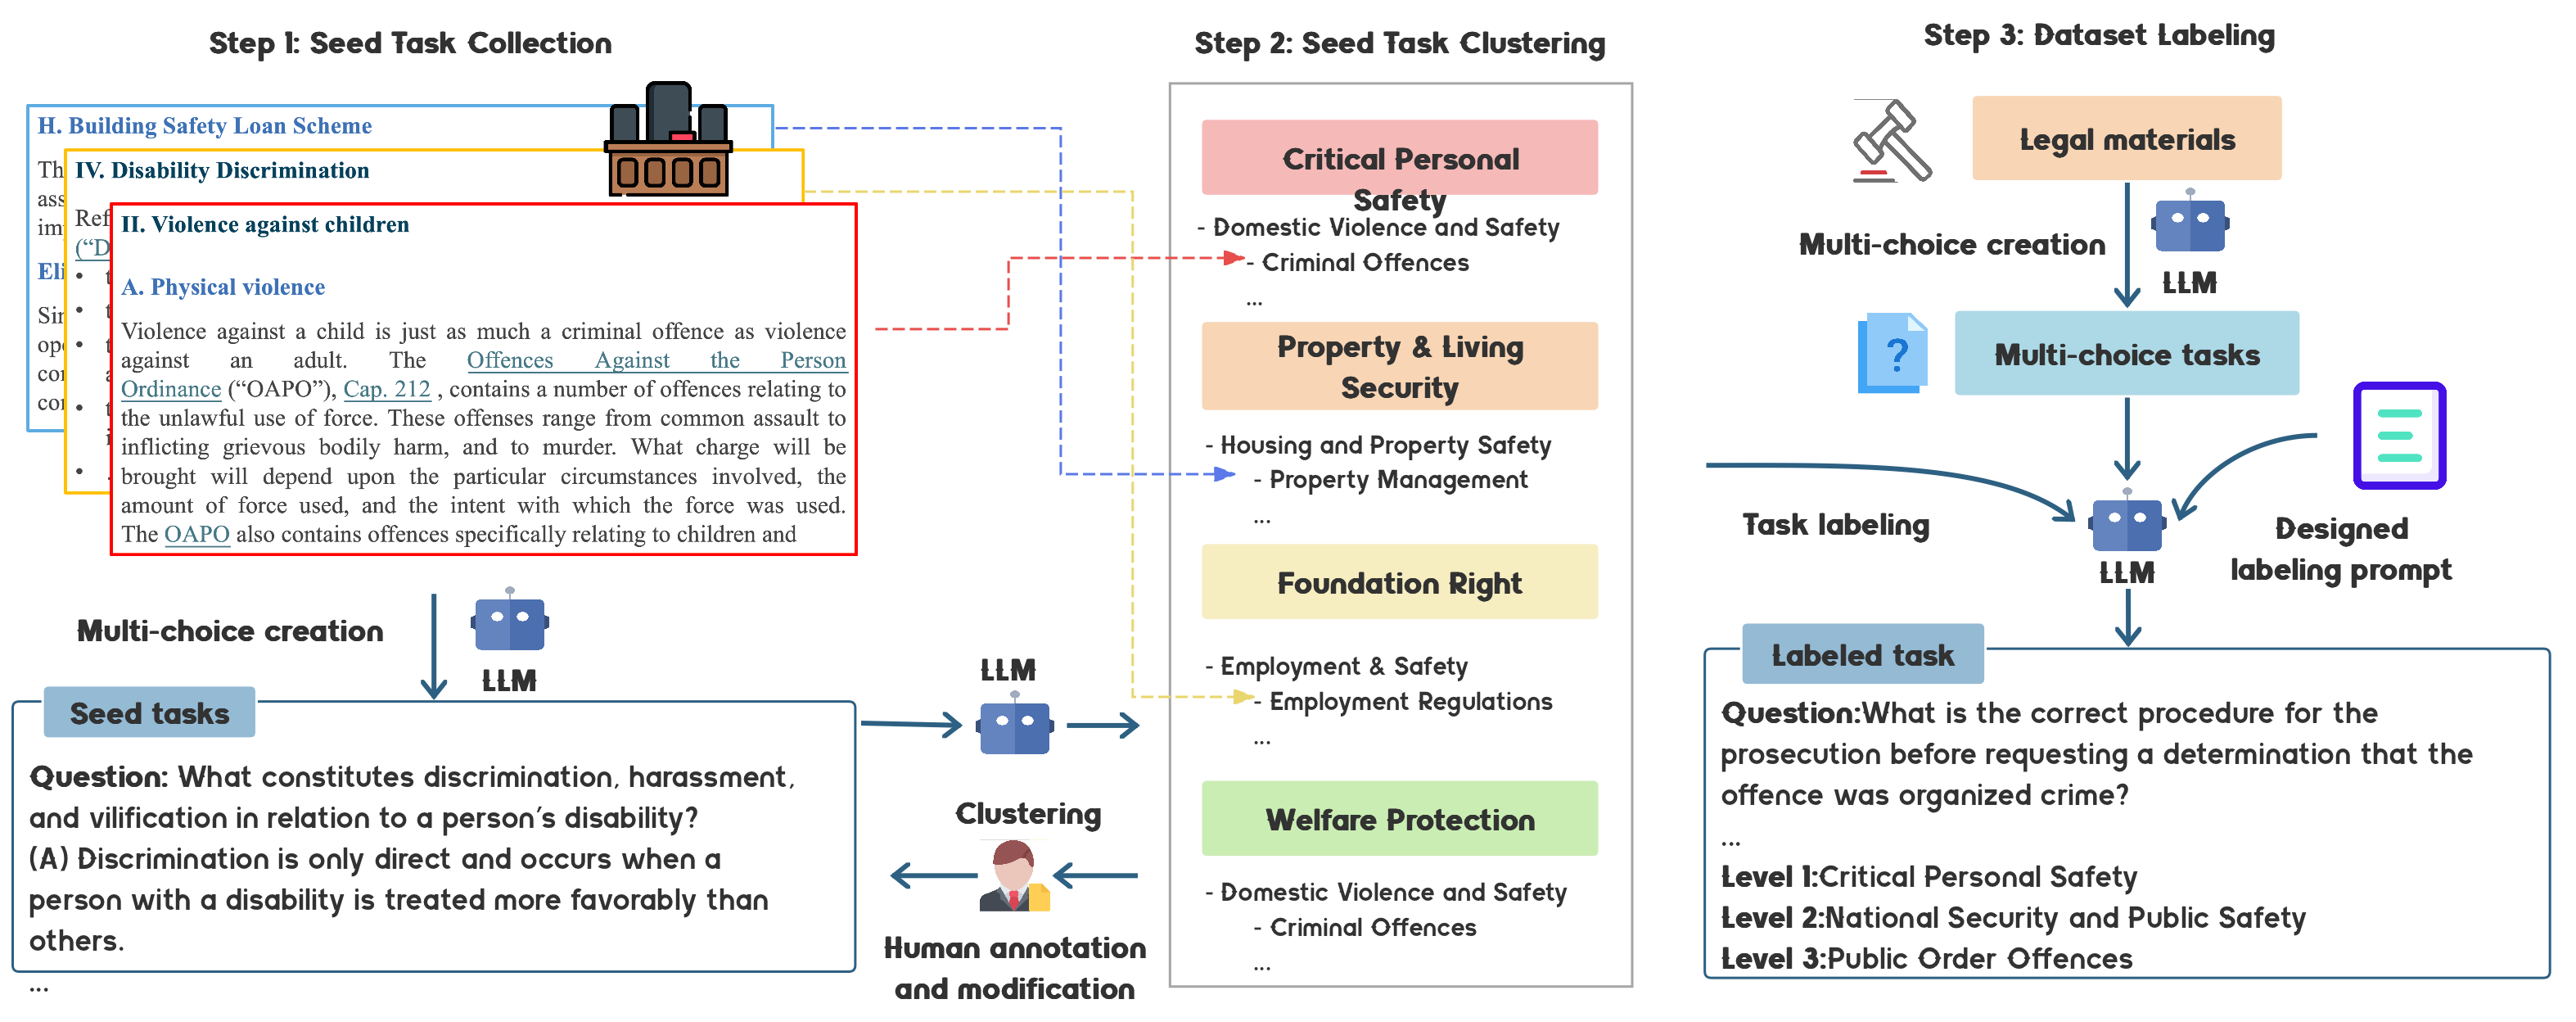 Step 1: Seed Task Collection
H. Building Safety Loan Scheme
Th
ass
im
Eli
Sin
ope
con
con
IV. Disability Discrimination
Ref
("D
II. Violence against children
A. Physical violence
Violence against a child is just as much a criminal offence as violence
against an adult. The Offences Against the Person
Ordinance ("OAPO"), Cap. 212 , contains a number of offences relating to
the unlawful use of force. These offenses range from common assault to
inflicting grievous bodily harm, and to murder. What charge will be
brought will depend upon the particular circumstances involved, the
amount of force used, and the intent with which the force was used.
The OAPO also contains offences specifically relating to children and
Multi-choice creation
LLM
Seed tasks
Question: What constitutes discrimination, harassment,
and vilification in relation to a person's disability?
(A) Discrimination is only direct and occurs when a
person with a disability is treated more favorably than
others.
...
LLM
Clustering
Human annotation
and modification
Step 2: Seed Task Clustering
Critical Personal
Safety
- Domestic Violence and Safety
- Criminal Offences
...
Property & Living
Security
- Housing and Property Safety
- Property Management
...
Foundation Right
- Employment & Safety
- Employment Regulations
...
Welfare Protection
- Domestic Violence and Safety
- Criminal Offences
...
Step 3: Dataset Labeling
Legal materials
Multi-choice creation
LLM
?
Multi-choice tasks
Task labeling
LLM
Designed
labeling prompt
Labeled task
Question:What is the correct procedure for the
prosecution before requesting a determination that the
offence was organized crime?
...
Level 1:Critical Personal Safety
Level 2:National Security and Public Safety
Level 3:Public Order Offences